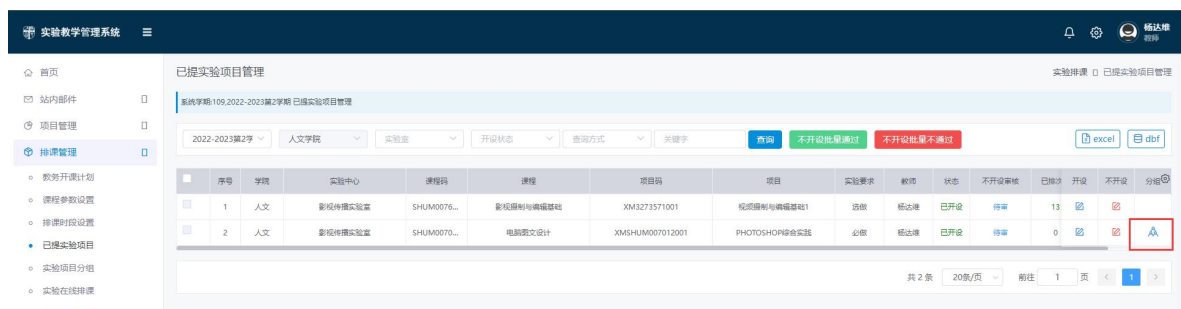 实验教学管理系统
杨达维
教师
首页
站内邮件
项目管理
排课管理
教务开课计划
课程参数设置
排课时段设置
已提实验项目
实验项目分组
实验在线排课
已提实验项目管理
实验排课 已提实验项目管理
系统学期:109,2022-2023第2学期 已提实验项目管理
2022-2023第2学 人文学院 实验室 开设状态 查询方式 关键字 查询 不开设批量通过 不开设批量不通过 excel dbf
序号 学院 实验中心 课程码 课程 项目码 项目 实验要求 教师 状态 不开设审核 已排次 开设 不开设 分组
1 人文 影视传播实验室 SHUM0076... 影视摄制与编辑基础 XM3273571001 视频摄制与编辑基础1 选做 杨达维 已开设 待审 13
2 人文 影视传播实验室 SHUM0070... 电脑图文设计 XMSHUM007012001 PHOTOSHOP综合实践 必做 杨达维 已开设 待审 0
共 2 条 20条/页 前往 1 页 < 1 >